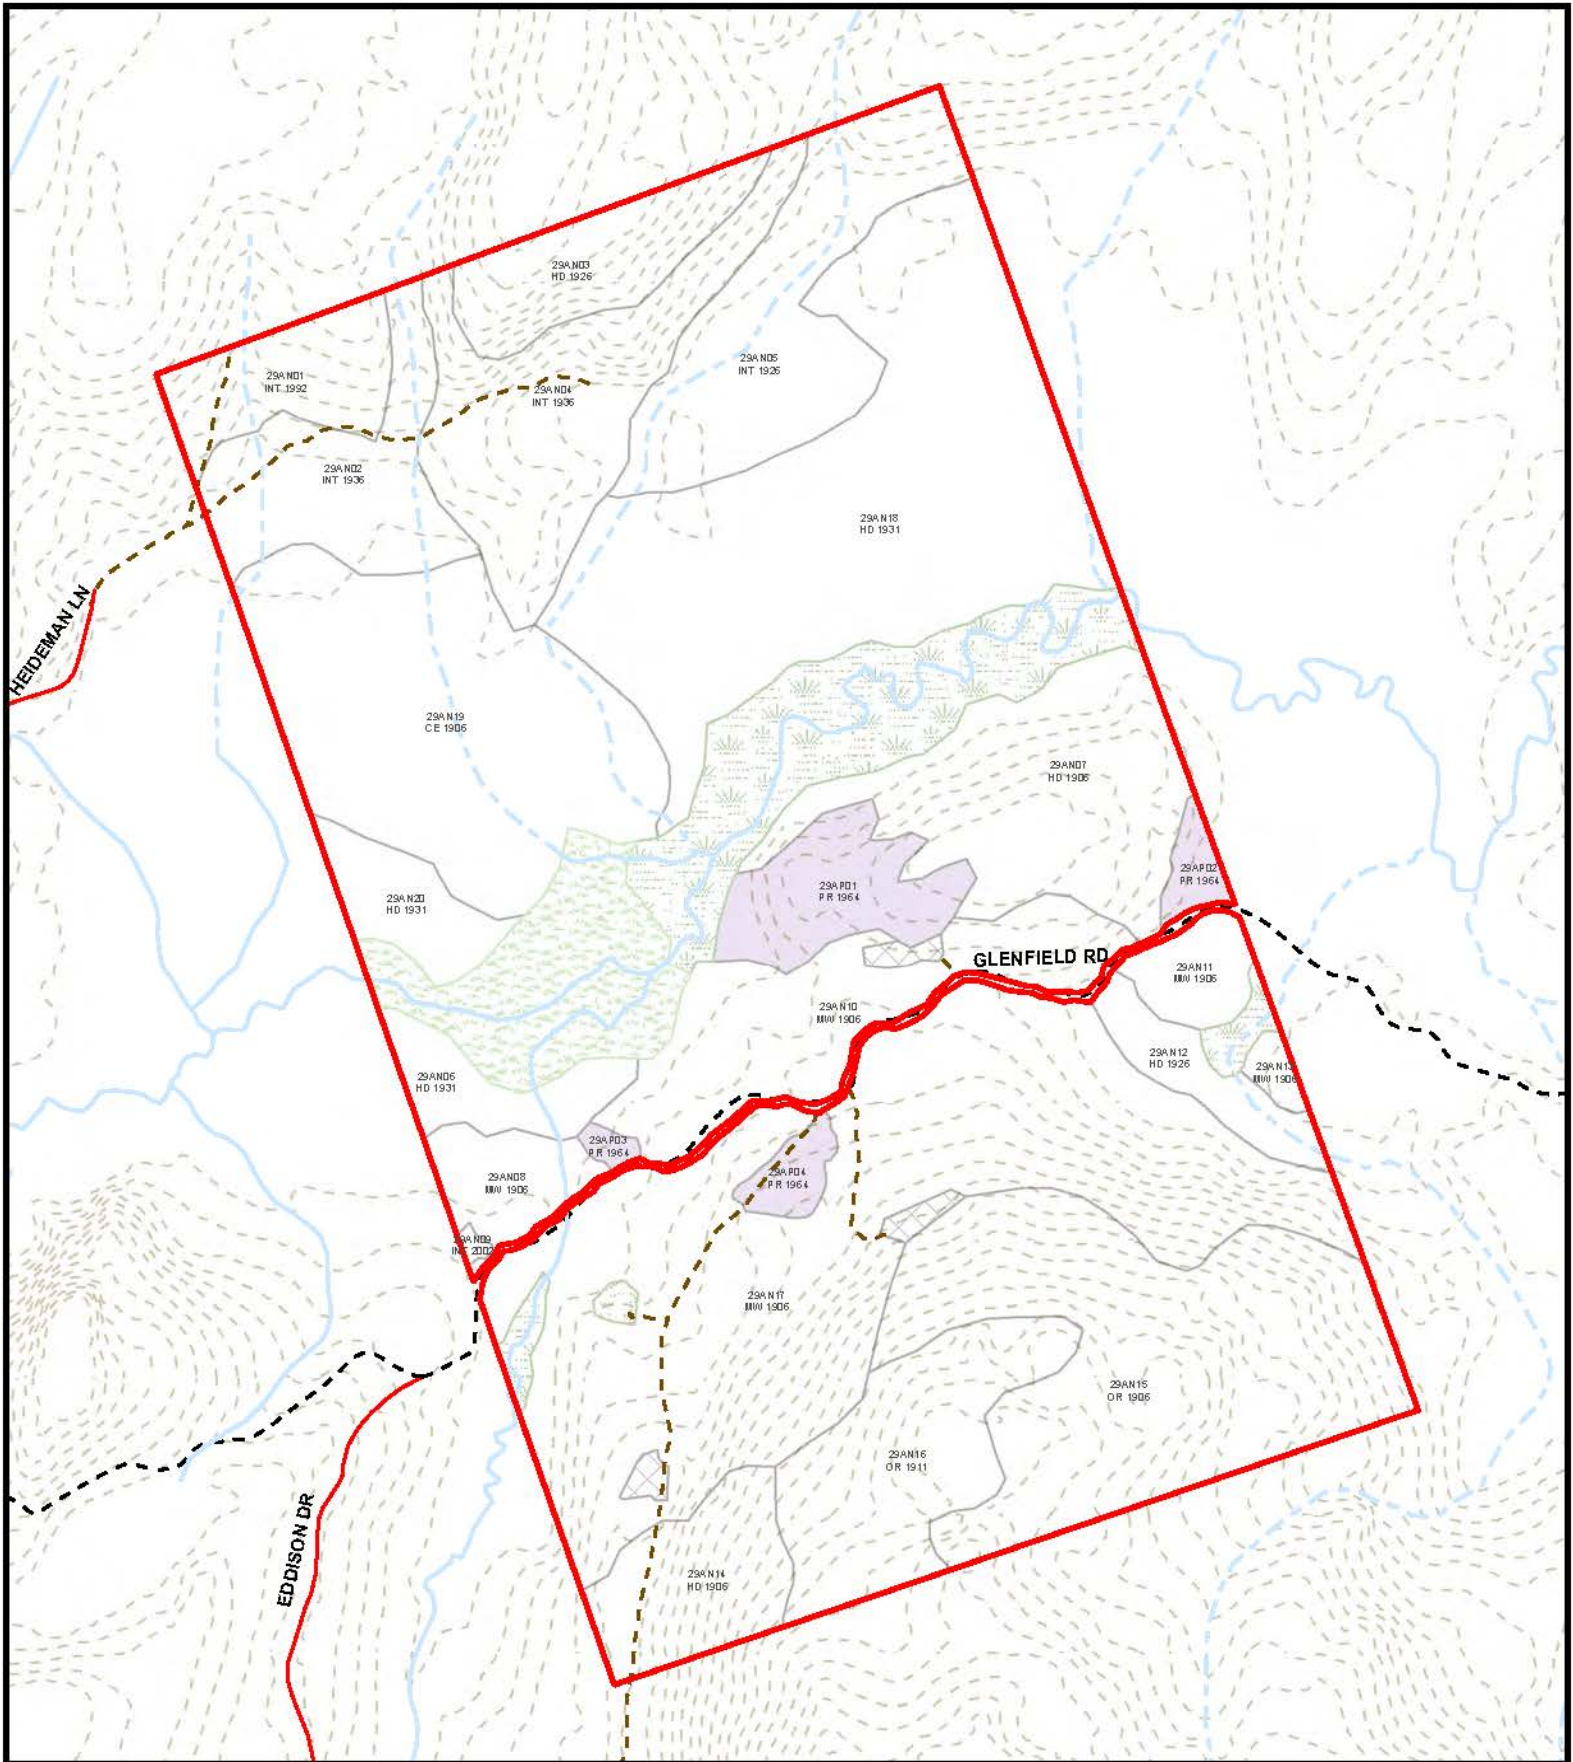 29AN03
HD 1926
29AN05
INT 1926
29AN01
INT 1992
29AN04
INT 1936
29AN02
INT 1936
29AN18
HD 1931
HEIDEMAN LN
29AN19
CE 1906
29AN07
HD 1906
29AP02
PR 1964
29AP01
PR 1964
29AN20
HD 1931
GLENFIELD RD
29AN11
MW 1906
29AN10
MW 1906
29AN12
HD 1926
29AN13
MW 1906
29AN06
HD 1931
29AP03
PR 1964
29AP04
PR 1964
29AN08
MW 1906
29AN09
INT 2002
29AN17
MW 1906
29AN15
OR 1906
29AN16
OR 1911
EDDISON DR
29AN14
HD 1906